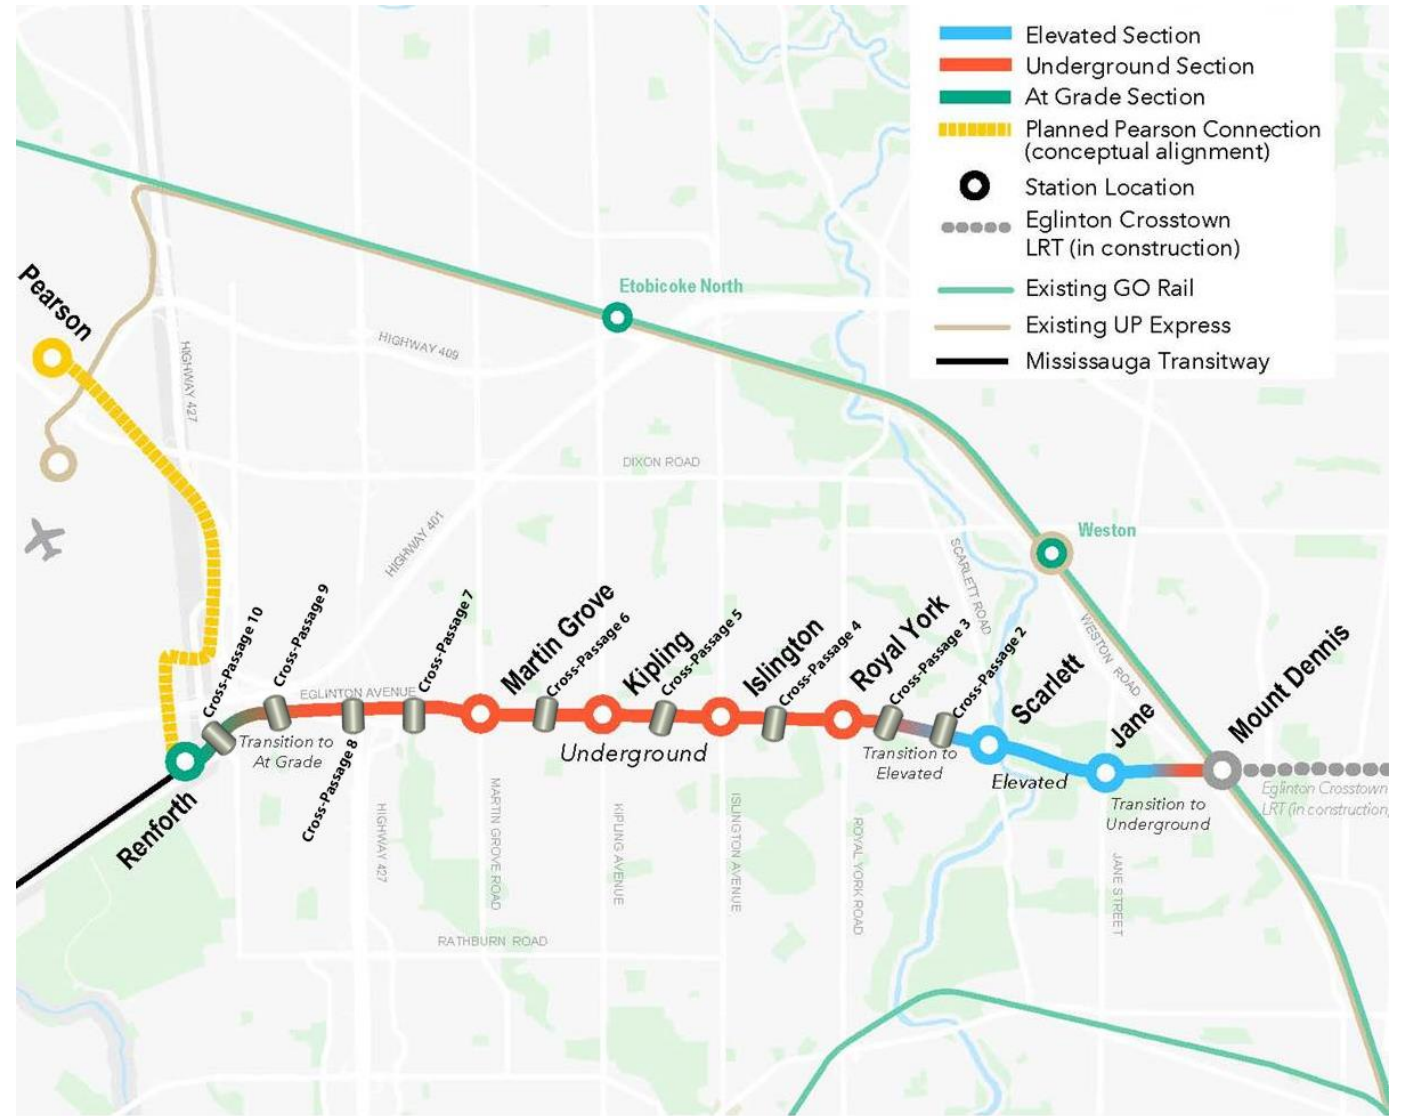 Elevated Section
Underground Section
At Grade Section
Planned Pearson Connection
(conceptual alignment)
Station Location
Eglinton Crosstown
LRT (in construction)
Existing GO Rail
Existing UP Express
Mississauga Transitway
Pearson
Etobicoke North
HIGHWAY 427
HIGHWAY 409
DIXON ROAD
HIGHWAY 401
Weston
SCARLETT ROAD
WESTON ROAD
Cross-Passage 10
Cross-Passage 9
Cross-Passage 7
Martin Grove
Cross-Passage 6
Kipling
Cross-Passage 5
Islington
Cross-Passage 4
Royal York
Cross-Passage 3
Cross-Passage 2
Scarlett
Jane
Mount Dennis
EGLINTON AVENUE
Transition to
At Grade
Cross-Passage 8
Underground
Transition to
Elevated
Elevated
Transition to
Underground
Eglinton Crosstown
LRT (in construction)
Renforth
HIGHWAY 427
MARTIN GROVE ROAD
KIPLING AVENUE
ISLINGTON AVENUE
ROYAL YORK ROAD
JANE STREET
RATHBURN ROAD